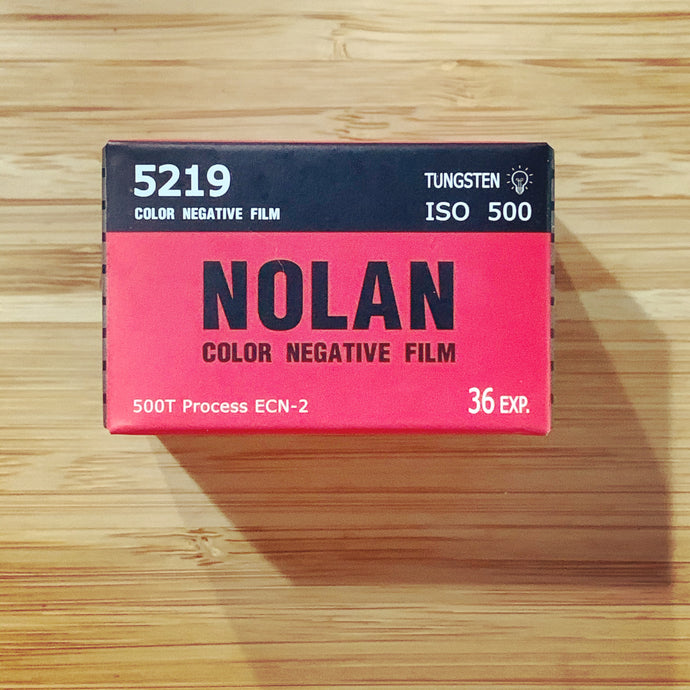 5219
COLOR NEGATIVE FILM
TUNGSTEN
ISO 500
NOLAN
COLOR NEGATIVE FILM
500T Process ECN-2
36 EXP.